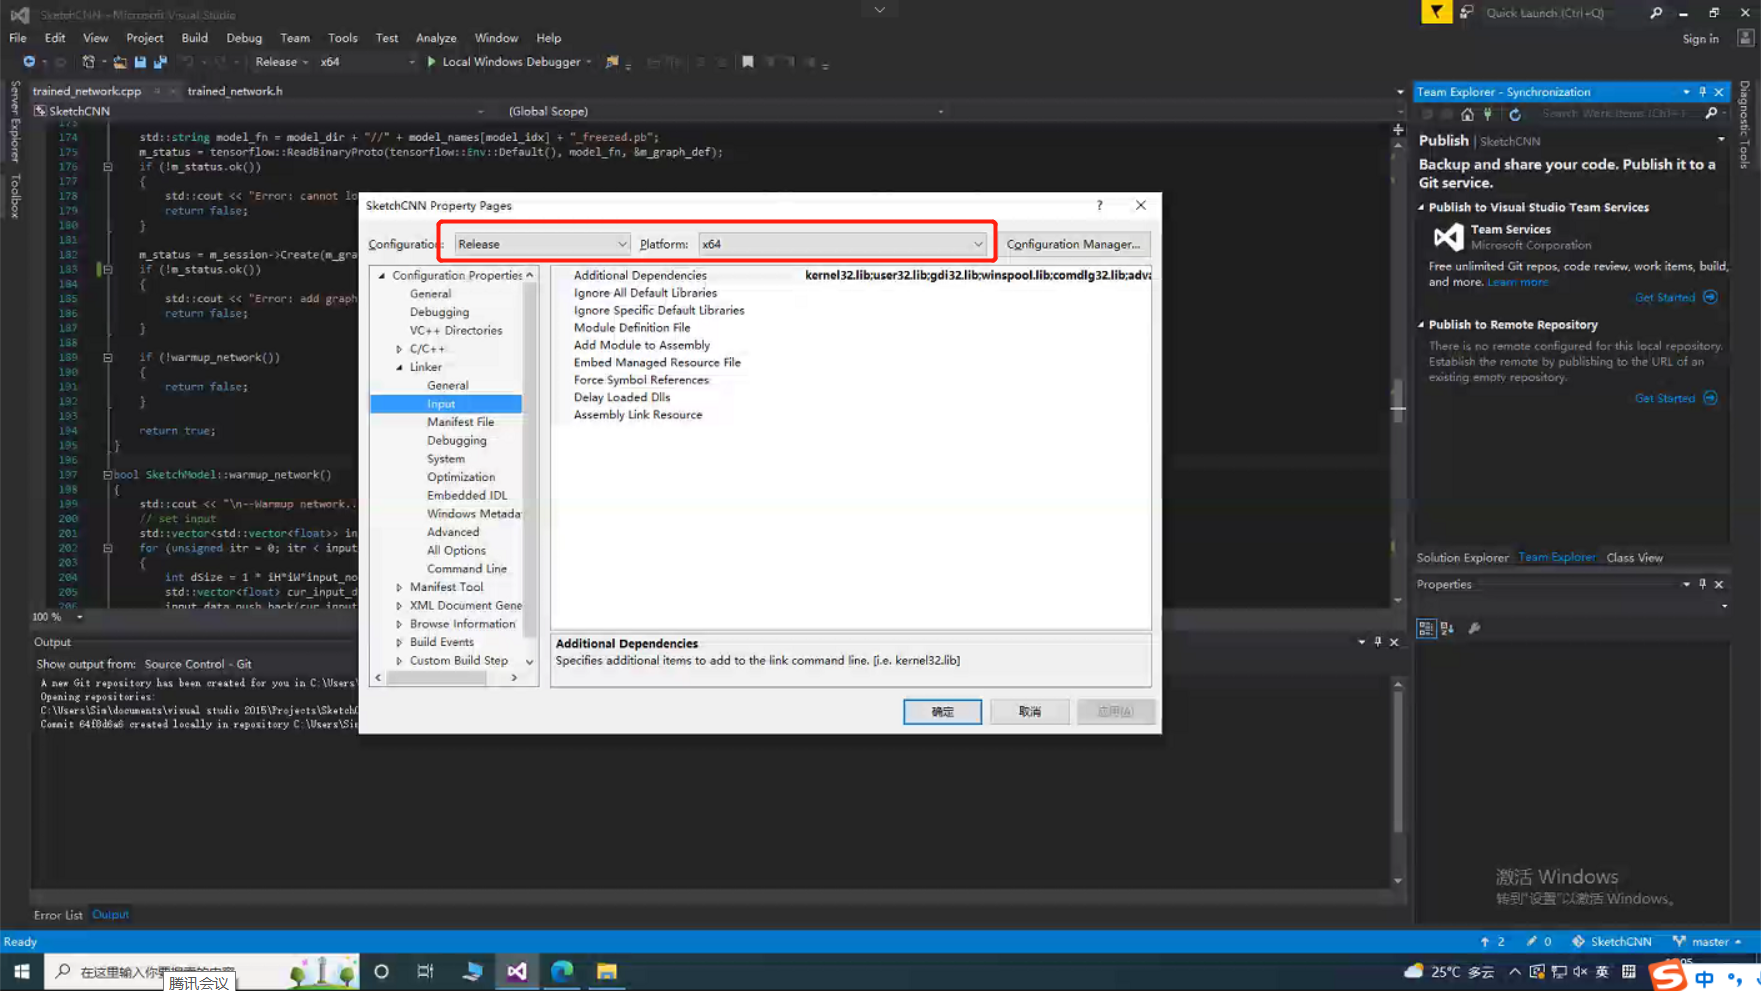 SketchCNN - Microsoft Visual Studio
Quick Launch (Ctrl+Q)
File Edit View Project Build Debug Team Tools Test Analyze Window Help
Sign in
Release x64 Local Windows Debugger
Server Explorer
Toolbox
trained_network.cpp trained_network.h
SketchCNN (Global Scope)
173
174 std::string model_fn = model_dir + "//" + model_names[model_idx] + "_freezed.pb";
175 m_status = tensorflow::ReadBinaryProto(tensorflow::Env::Default(), model_fn, &m_graph_def);
176 if (!m_status.ok())
177 {
178 std::cout << "Error: cannot lo
179 return false;
180 }
181
182 m_status = m_session->Create(m_gra
183 if (!m_status.ok())
184 {
185 std::cout << "Error: add graph
186 return false;
187 }
188
189 if (!warmup_network())
190 {
191 return false;
192 }
193
194 return true;
195 }
196
197 bool SketchModel::warmup_network()
198 {
199 std::cout << "\n--Warmup network..
200 // set input
201 std::vector<std::vector<float>> in
202 for (unsigned itr = 0; itr < input
203 {
204 int dSize = 1 * iH*iW*input_no
205 std::vector<float> cur_input_d
206 input_data.push_back(cur_input
100 %
SketchCNN Property Pages
? 
Configuration: Release Platform: x64 Configuration Manager...
Configuration Properties
General
Debugging
VC++ Directories
C/C++
Linker
General
Input
Manifest File
Debugging
System
Optimization
Embedded IDL
Windows Metada
Advanced
All Options
Command Line
Manifest Tool
XML Document Gene
Browse Information
Build Events
Custom Build Step
Additional Dependencies kernel32.lib;user32.lib;gdi32.lib;winspool.lib;comdlg32.lib;adva
Ignore All Default Libraries
Ignore Specific Default Libraries
Module Definition File
Add Module to Assembly
Embed Managed Resource File
Force Symbol References
Delay Loaded Dlls
Assembly Link Resource
Additional Dependencies
Specifies additional items to add to the link command line. [i.e. kernel32.lib]
确定 取消 应用(A)
Team Explorer - Synchronization
Search Work Items (Ctrl+')
Publish | SketchCNN
Backup and share your code. Publish it to a
Git service.
Publish to Visual Studio Team Services
Team Services
Microsoft Corporation
Free unlimited Git repos, code review, work items, build,
and more. Learn more
Get Started
Publish to Remote Repository
There is no remote configured for this local repository.
Establish the remote by publishing to the URL of an
existing empty repository.
Get Started
Diagnostic Tools
Solution Explorer Team Explorer Class View
Properties
Output
Show output from: Source Control - Git
A new Git repository has been created for you in C:\Users\
Opening repositories:
C:\Users\Sim\documents\visual studio 2015\Projects\SketchC
Commit 64f8d6a6 created locally in repository C:\Users\Sim
激活 Windows
转到"设置"以激活 Windows。
Error List Output
Ready
2 0 SketchCNN master
在这里输入你要搜索的内容
腾讯会议
25°C 多云
英
中